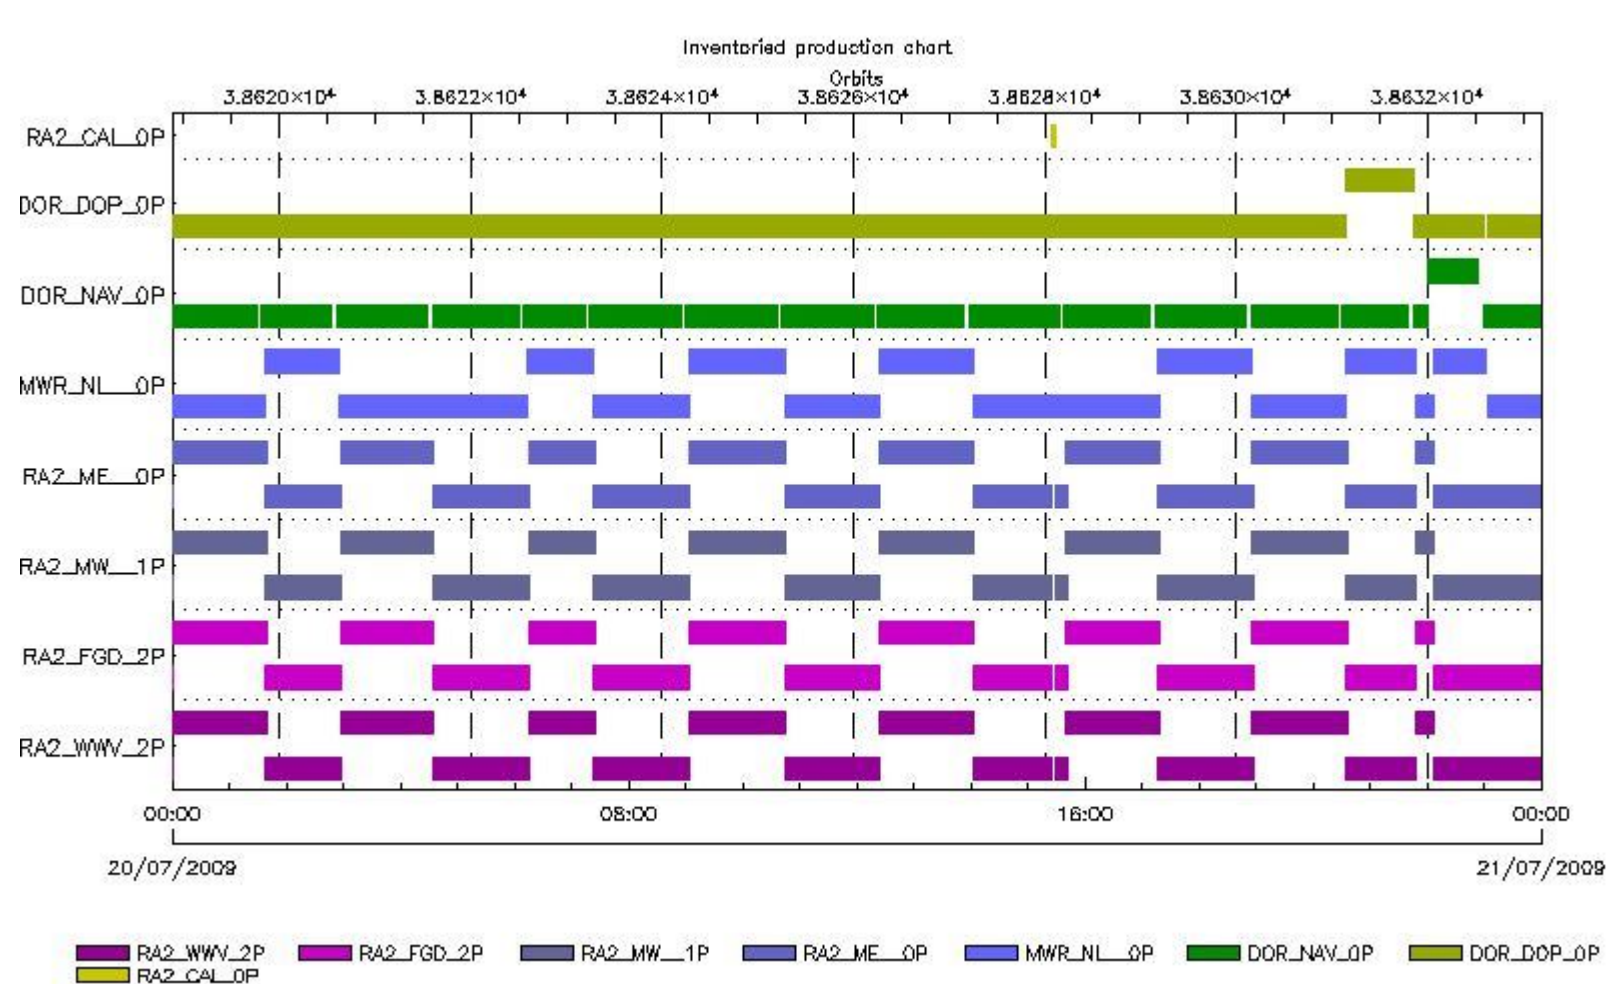 Inventoried production chart
Orbits
3.8620×10⁴ 3.8622×10⁴ 3.8624×10⁴ 3.8626×10⁴ 3.8628×10⁴ 3.8630×10⁴ 3.8632×10⁴
RA2_CAL_0P
DOR_DOP_0P
DOR_NAV_0P
MWR_NL__0P
RA2_ME__0P
RA2_MW__1P
RA2_FGD_2P
RA2_WWV_2P
00:00 08:00 16:00 00:00
20/07/2009 21/07/2009
RA2_WWV_2P RA2_FGD_2P RA2_MW__1P RA2_ME__0P MWR_NL__0P DOR_NAV_0P DOR_DOP_0P
RA2_CAL_0P